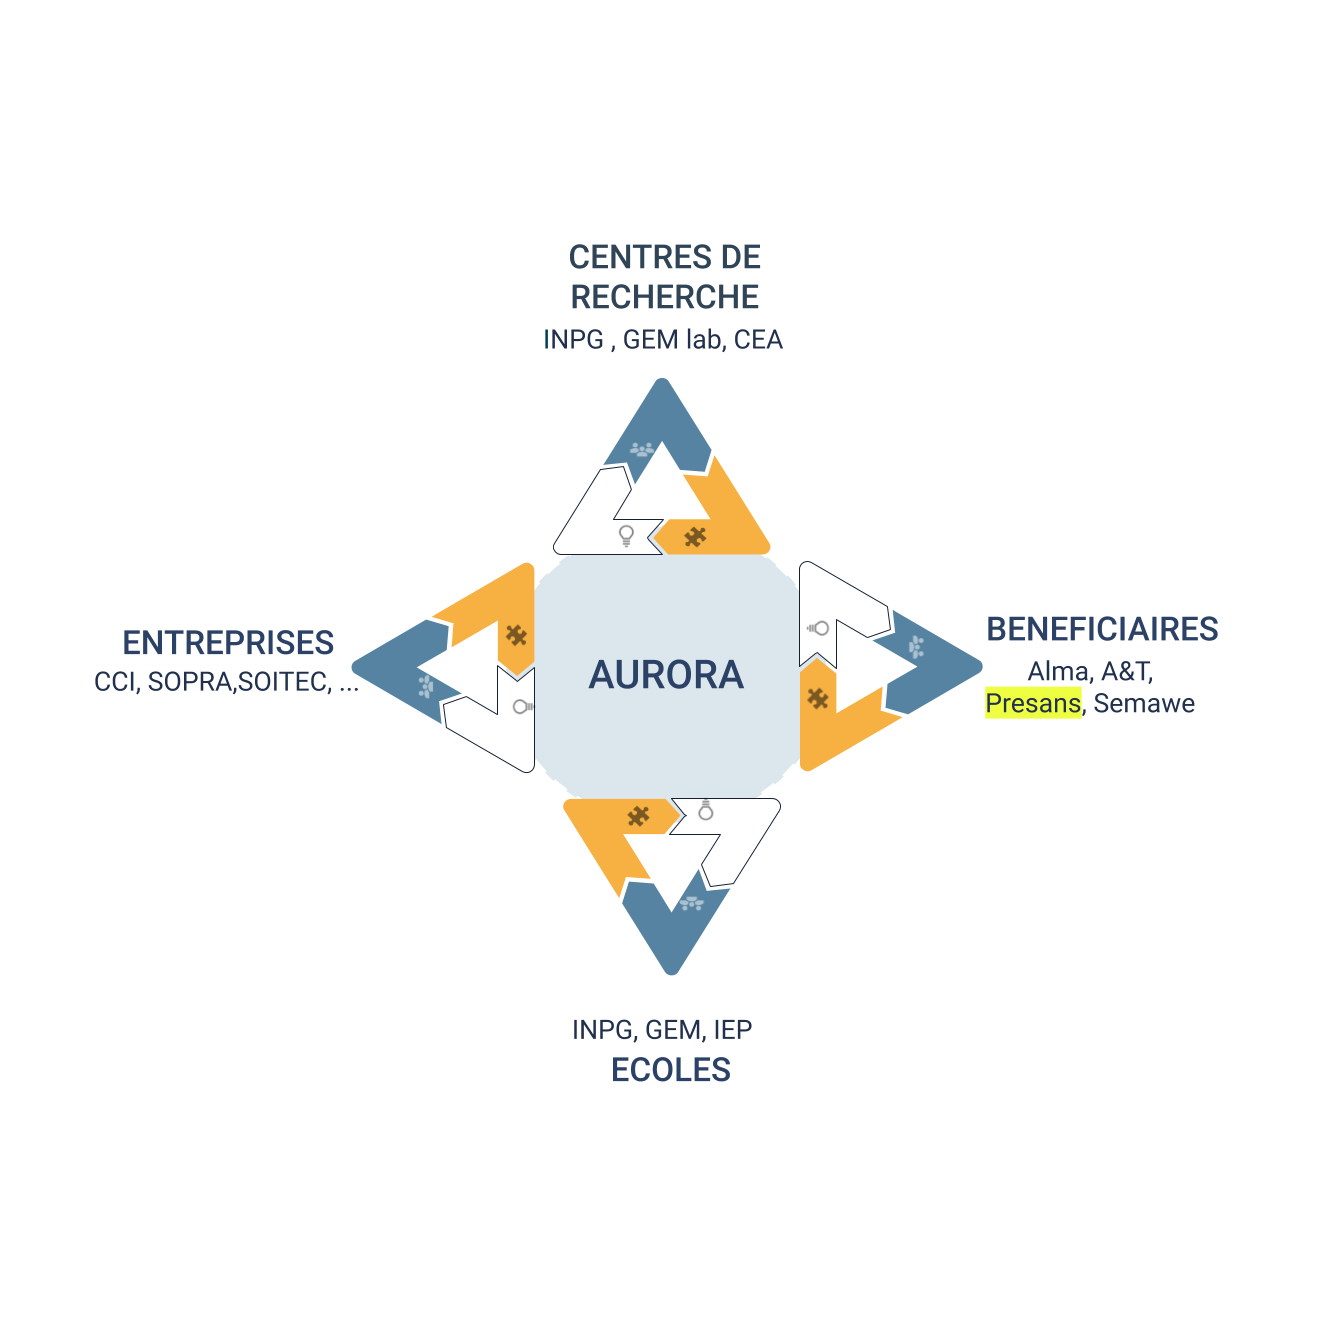 CENTRES DE
RECHERCHE
INPG , GEM lab, CEA
ENTREPRISES
CCI, SOPRA,SOITEC, ...
AURORA
BENEFICIAIRES
Alma, A&T,
Presans, Semawe
INPG, GEM, IEP
ECOLES